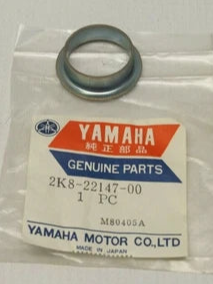 YAMAHA
純正部品
GENUINE PARTS
2K8-22147-00
1 PC
M80405A
YAMAHA MOTOR CO.,LTD
MADE IN JAPAN